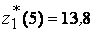 z₁*(5) = 13,8